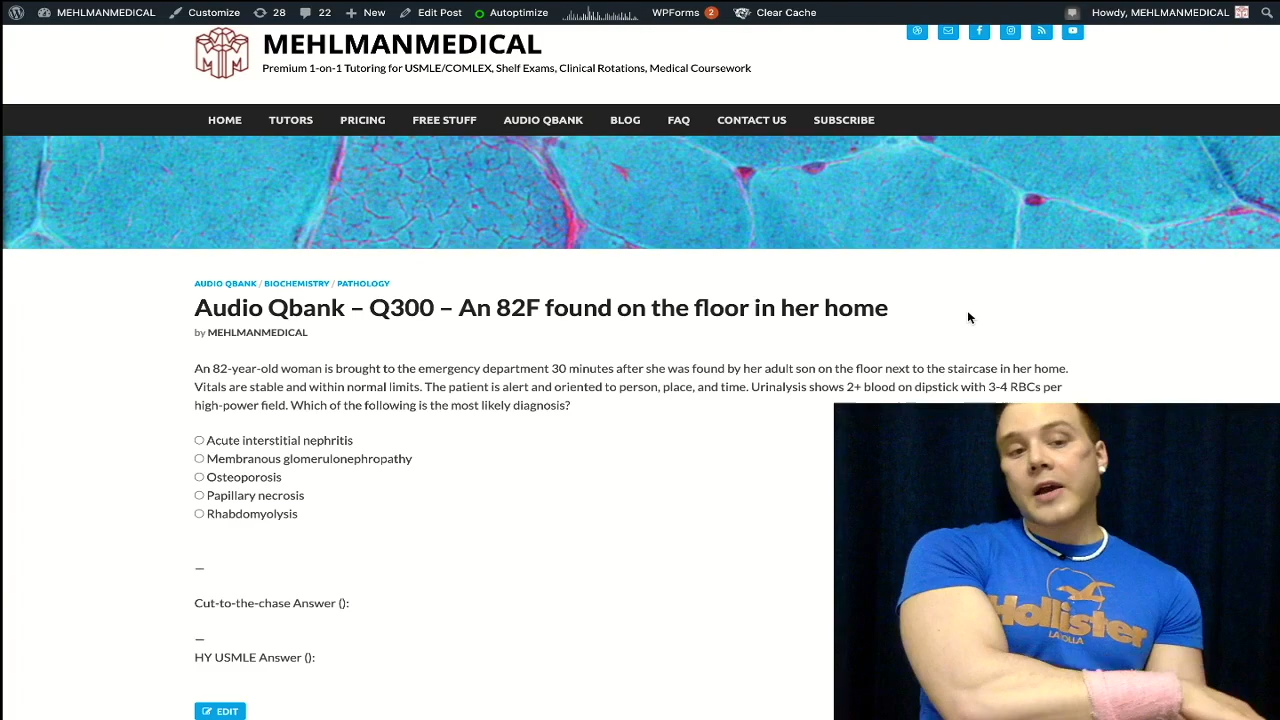 MEHLMANMEDICAL Customize 28 22 New Edit Post Autoptimize WPForms 2 Clear Cache Howdy, MEHLMANMEDICAL
MEHLMANMEDICAL
Premium 1-on-1 Tutoring for USMLE/COMLEX, Shelf Exams, Clinical Rotations, Medical Coursework
HOME TUTORS PRICING FREE STUFF AUDIO QBANK BLOG FAQ CONTACT US SUBSCRIBE
AUDIO QBANK / BIOCHEMISTRY / PATHOLOGY
Audio Qbank – Q300 – An 82F found on the floor in her home
by MEHLMANMEDICAL
An 82-year-old woman is brought to the emergency department 30 minutes after she was found by her adult son on the floor next to the staircase in her home.
Vitals are stable and within normal limits. The patient is alert and oriented to person, place, and time. Urinalysis shows 2+ blood on dipstick with 3-4 RBCs per
high-power field. Which of the following is the most likely diagnosis?
Acute interstitial nephritis
Membranous glomerulonephropathy
Osteoporosis
Papillary necrosis
Rhabdomyolysis
—
Cut-to-the-chase Answer ():
—
HY USMLE Answer ():
EDIT
Hollister
LA JOLLA